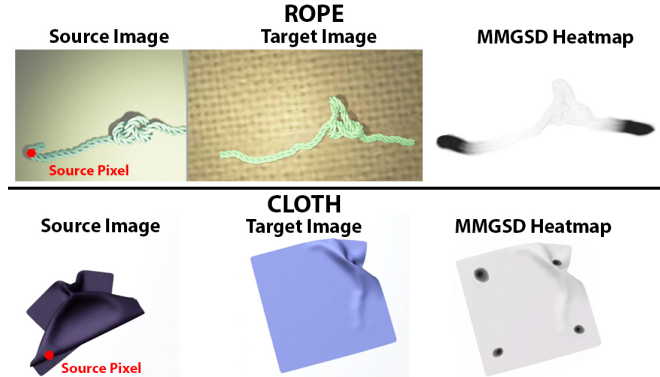 ROPE
Source Image
Target Image
MMGSD Heatmap
Source Pixel
CLOTH
Source Image
Target Image
MMGSD Heatmap
Source Pixel